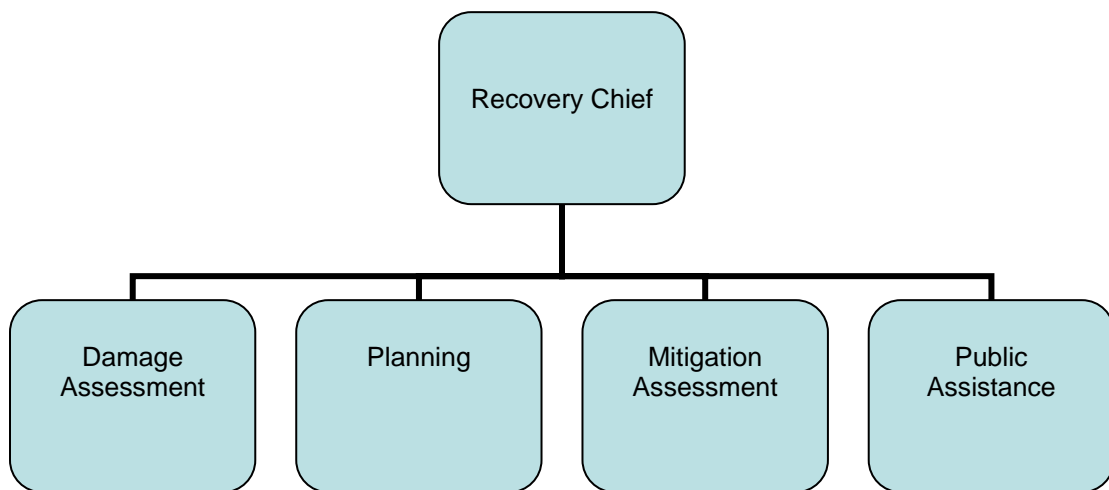 Recovery Chief
Damage
Assessment
Planning
Mitigation
Assessment
Public
Assistance